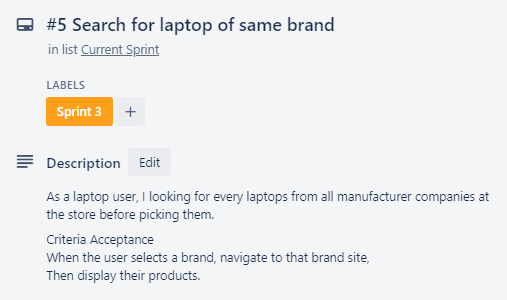 #5 Search for laptop of same brand
in list Current Sprint
LABELS
Sprint 3 +
Description Edit
As a laptop user, I looking for every laptops from all manufacturer companies at
the store before picking them.
Criteria Acceptance
When the user selects a brand, navigate to that brand site,
Then display their products.